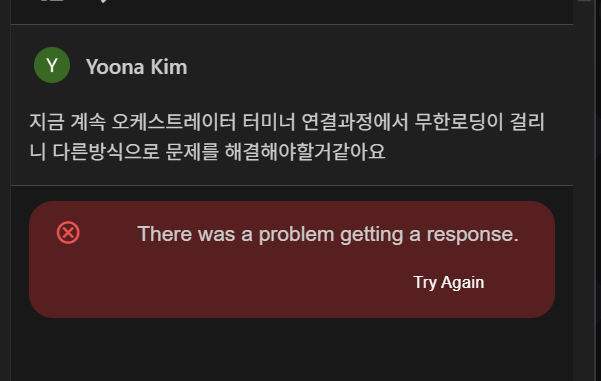 Y
Yoona Kim
지금 계속 오케스트레이터 터미너 연결과정에서 무한로딩이 걸리
니 다른방식으로 문제를 해결해야할거같아요
There was a problem getting a response.
Try Again